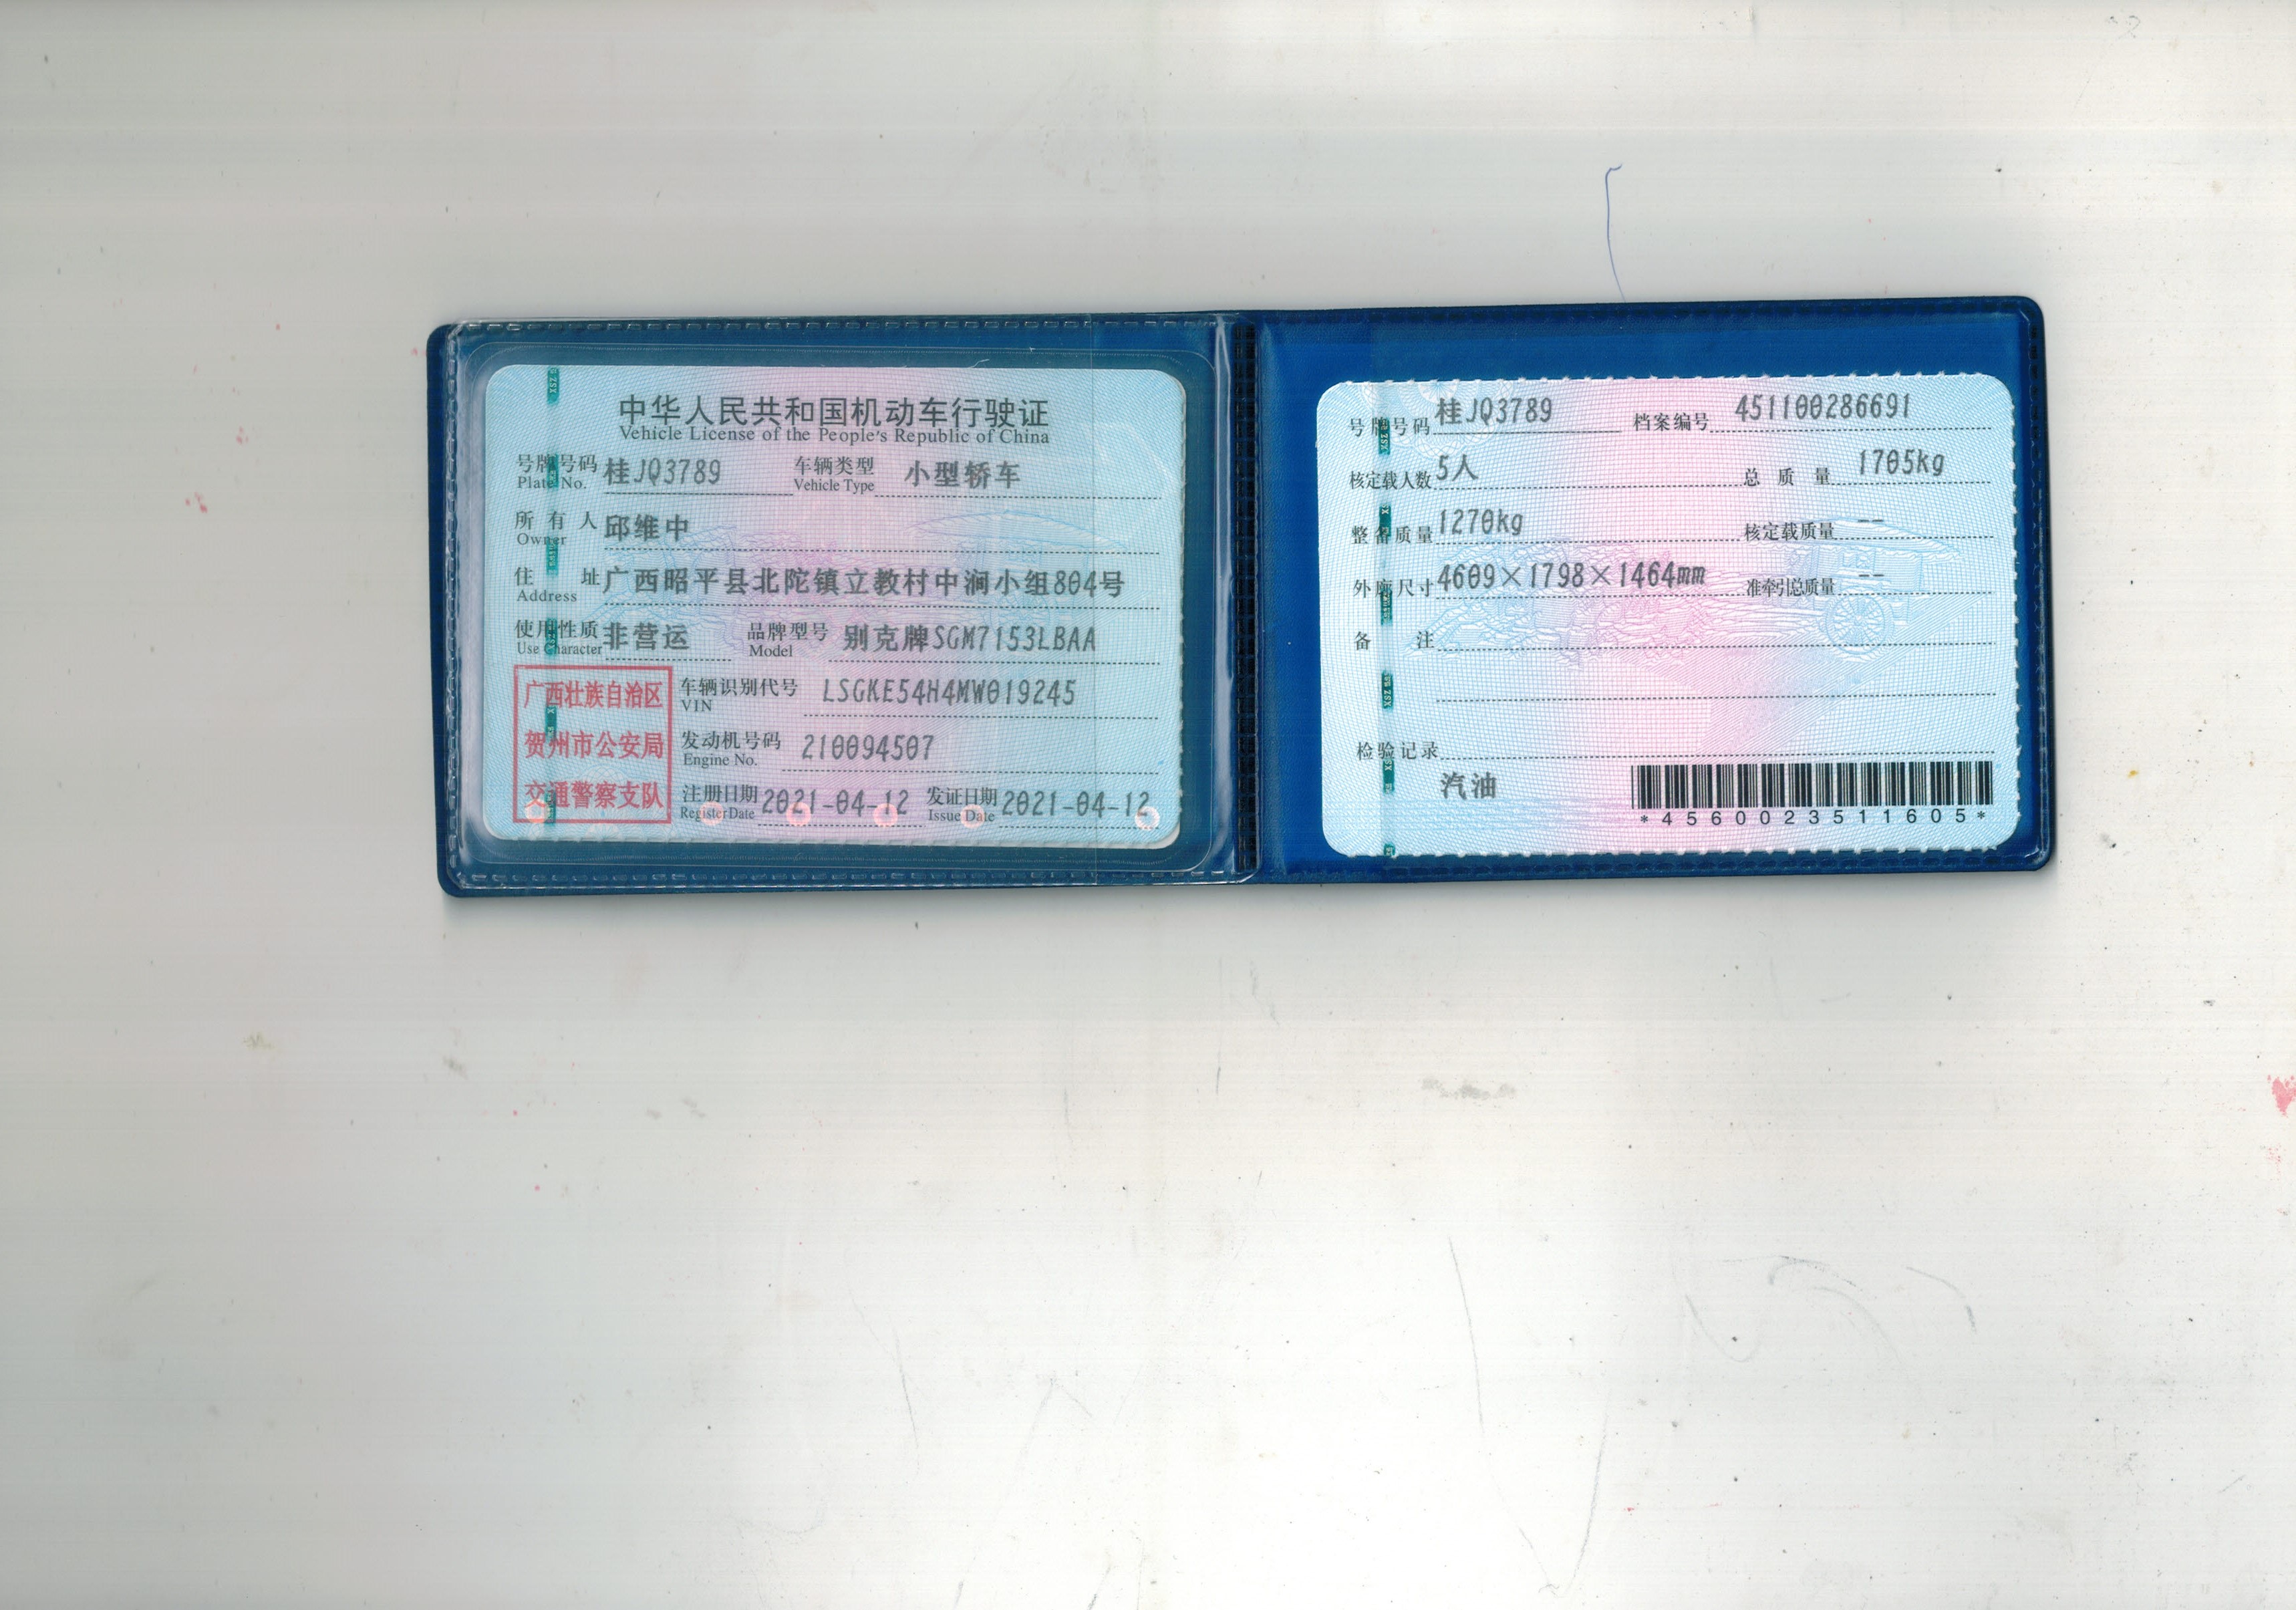 中华人民共和国机动车行驶证
Vehicle License of the People's Republic of China
号牌号码 桂JQ3789 车辆类型 小型轿车
Plate No. Vehicle Type
所有人 邱维中
Owner
住址 广西昭平县北陀镇立教村中涧小组804号
Address
使用性质 非营运 品牌型号 别克牌SGM7153LBAA
Use Character Model
广西壮族自治区
贺州市公安局
交通警察支队
车辆识别代号 LSGKE54H4MW019245
VIN
发动机号码 210094507
Engine No.
注册日期 2021-04-12 发证日期 2021-04-12
Register Date Issue Date
号牌号码 桂JQ3789 档案编号 451100286691
核定载人数 5人 总质量 1705kg
整备质量 1270kg 核定载质量 --
外廓尺寸 4609×1798×1464mm 准牵引总质量 --
备注
检验记录
汽油
*4560023511605*